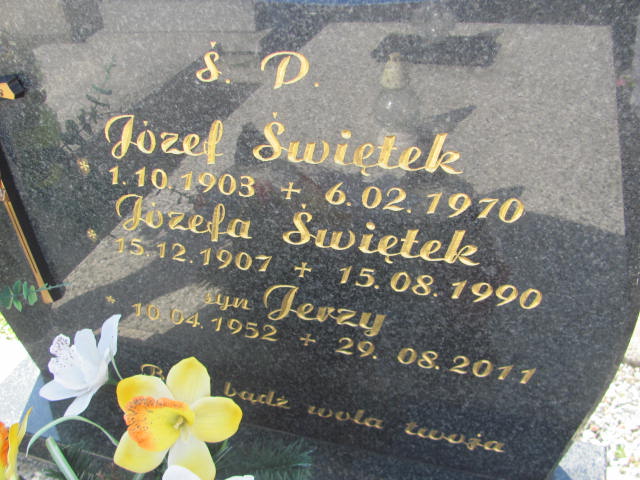 Ś. P.
Józef Świętek
* 1.10.1903 + 6.02.1970
Józefa Świętek
* 15.12.1907 + 15.08.1990
syn Jerzy
* 10.04.1952 + 29.08.2011
bądź wola twoja